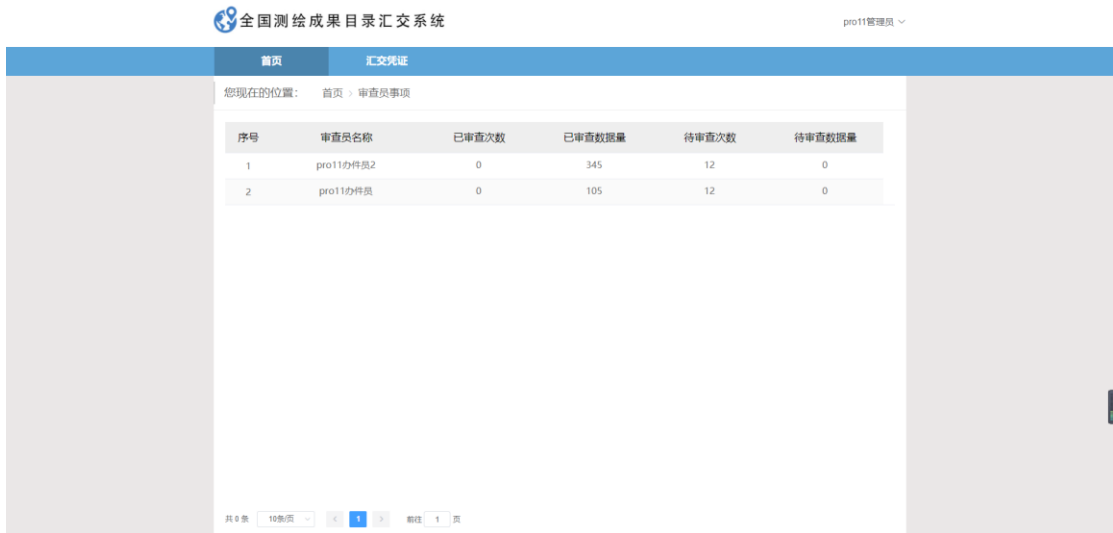 全国测绘成果目录汇交系统 pro11管理员
首页 汇交凭证
您现在的位置： 首页 > 审查员事项
序号 审查员名称 已审查次数 已审查数据量 待审查次数 待审查数据量
1 pro11办件员2 0 345 12 0
2 pro11办件员 0 105 12 0
共 0 条 10条/页 < 1 > 前往 1 页